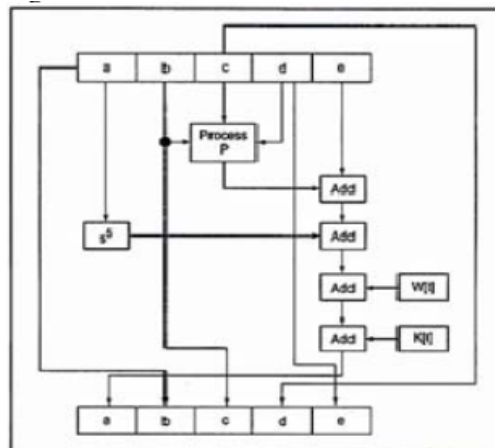 a b c d e
Process
P
Add
s5
Add
Add
W[t]
Add
K[t]
a b c d e